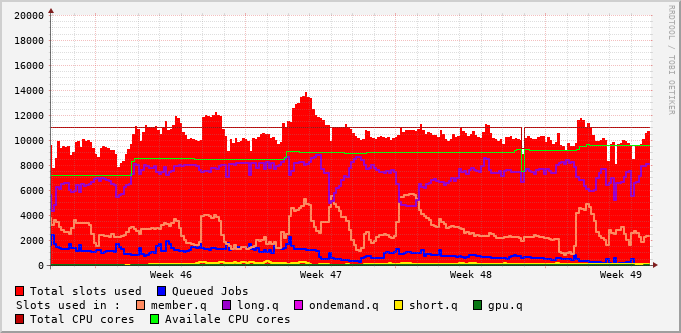 20000
18000
16000
14000
12000
10000
8000
6000
4000
2000
0
RRDTOOL / TOBI OETIKER
Week 46 Week 47 Week 48 Week 49
Total slots used Queued Jobs
Slots used in : member.q long.q ondemand.q short.q gpu.q
Total CPU cores Availale CPU cores